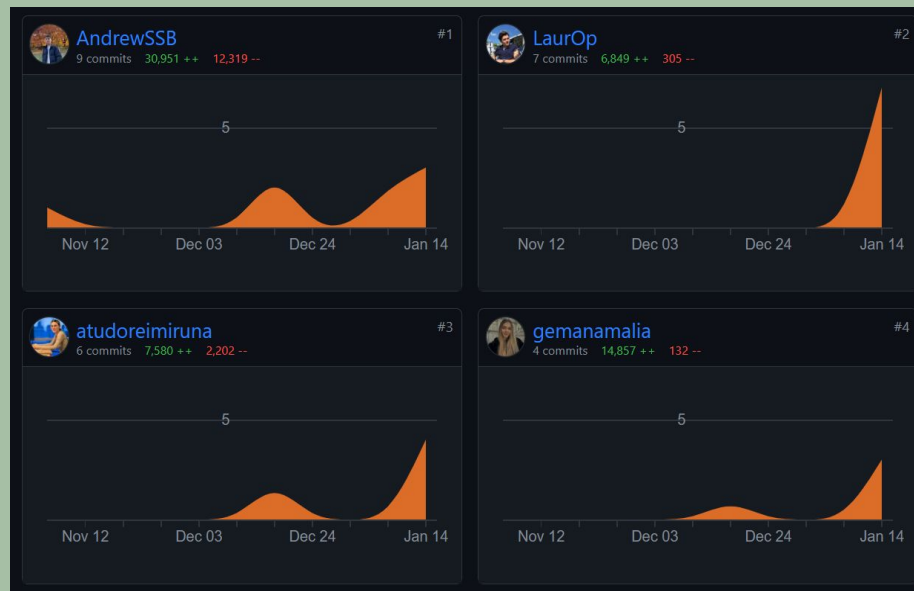 AndrewSSB #1
9 commits 30,951 ++ 12,319 --
5
Nov 12 Dec 03 Dec 24 Jan 14
LaurOp #2
7 commits 6,849 ++ 305 --
5
Nov 12 Dec 03 Dec 24 Jan 14
atudoreimiruna #3
6 commits 7,580 ++ 2,202 --
5
Nov 12 Dec 03 Dec 24 Jan 14
gemanamalia #4
4 commits 14,857 ++ 132 --
5
Nov 12 Dec 03 Dec 24 Jan 14